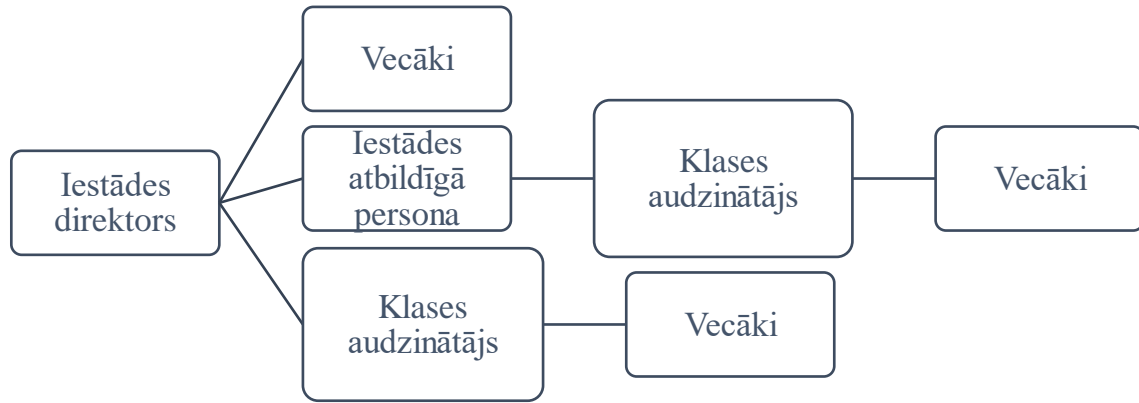 Iestādes
direktors
Vecāki
Iestādes
atbildīgā
persona
Klases
audzinātājs
Vecāki
Klases
audzinātājs
Vecāki